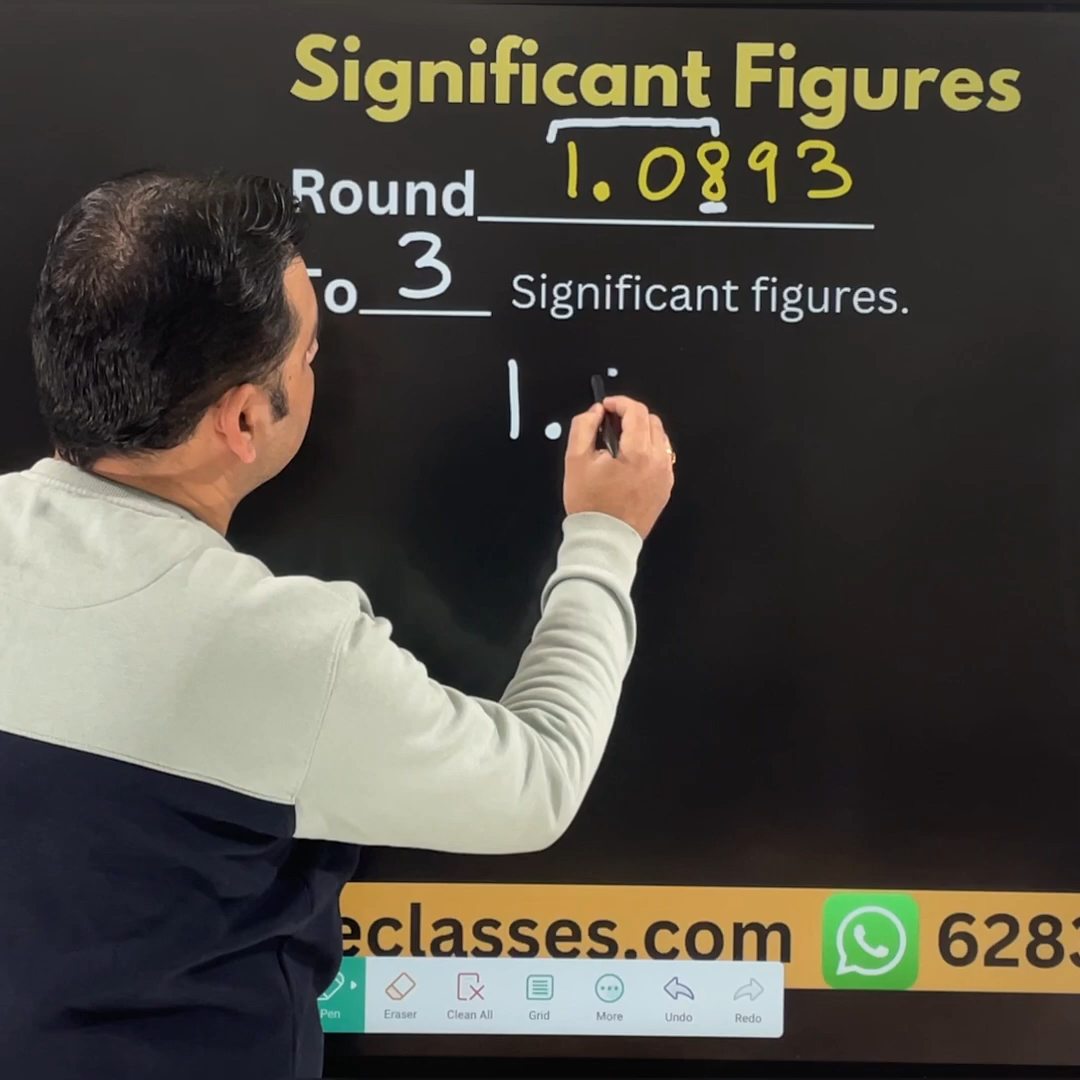 Significant Figures
Round 1.0893
To 3 Significant figures.
1.
eclasses.com 6283
Pen Eraser Clean All Grid More Undo Redo